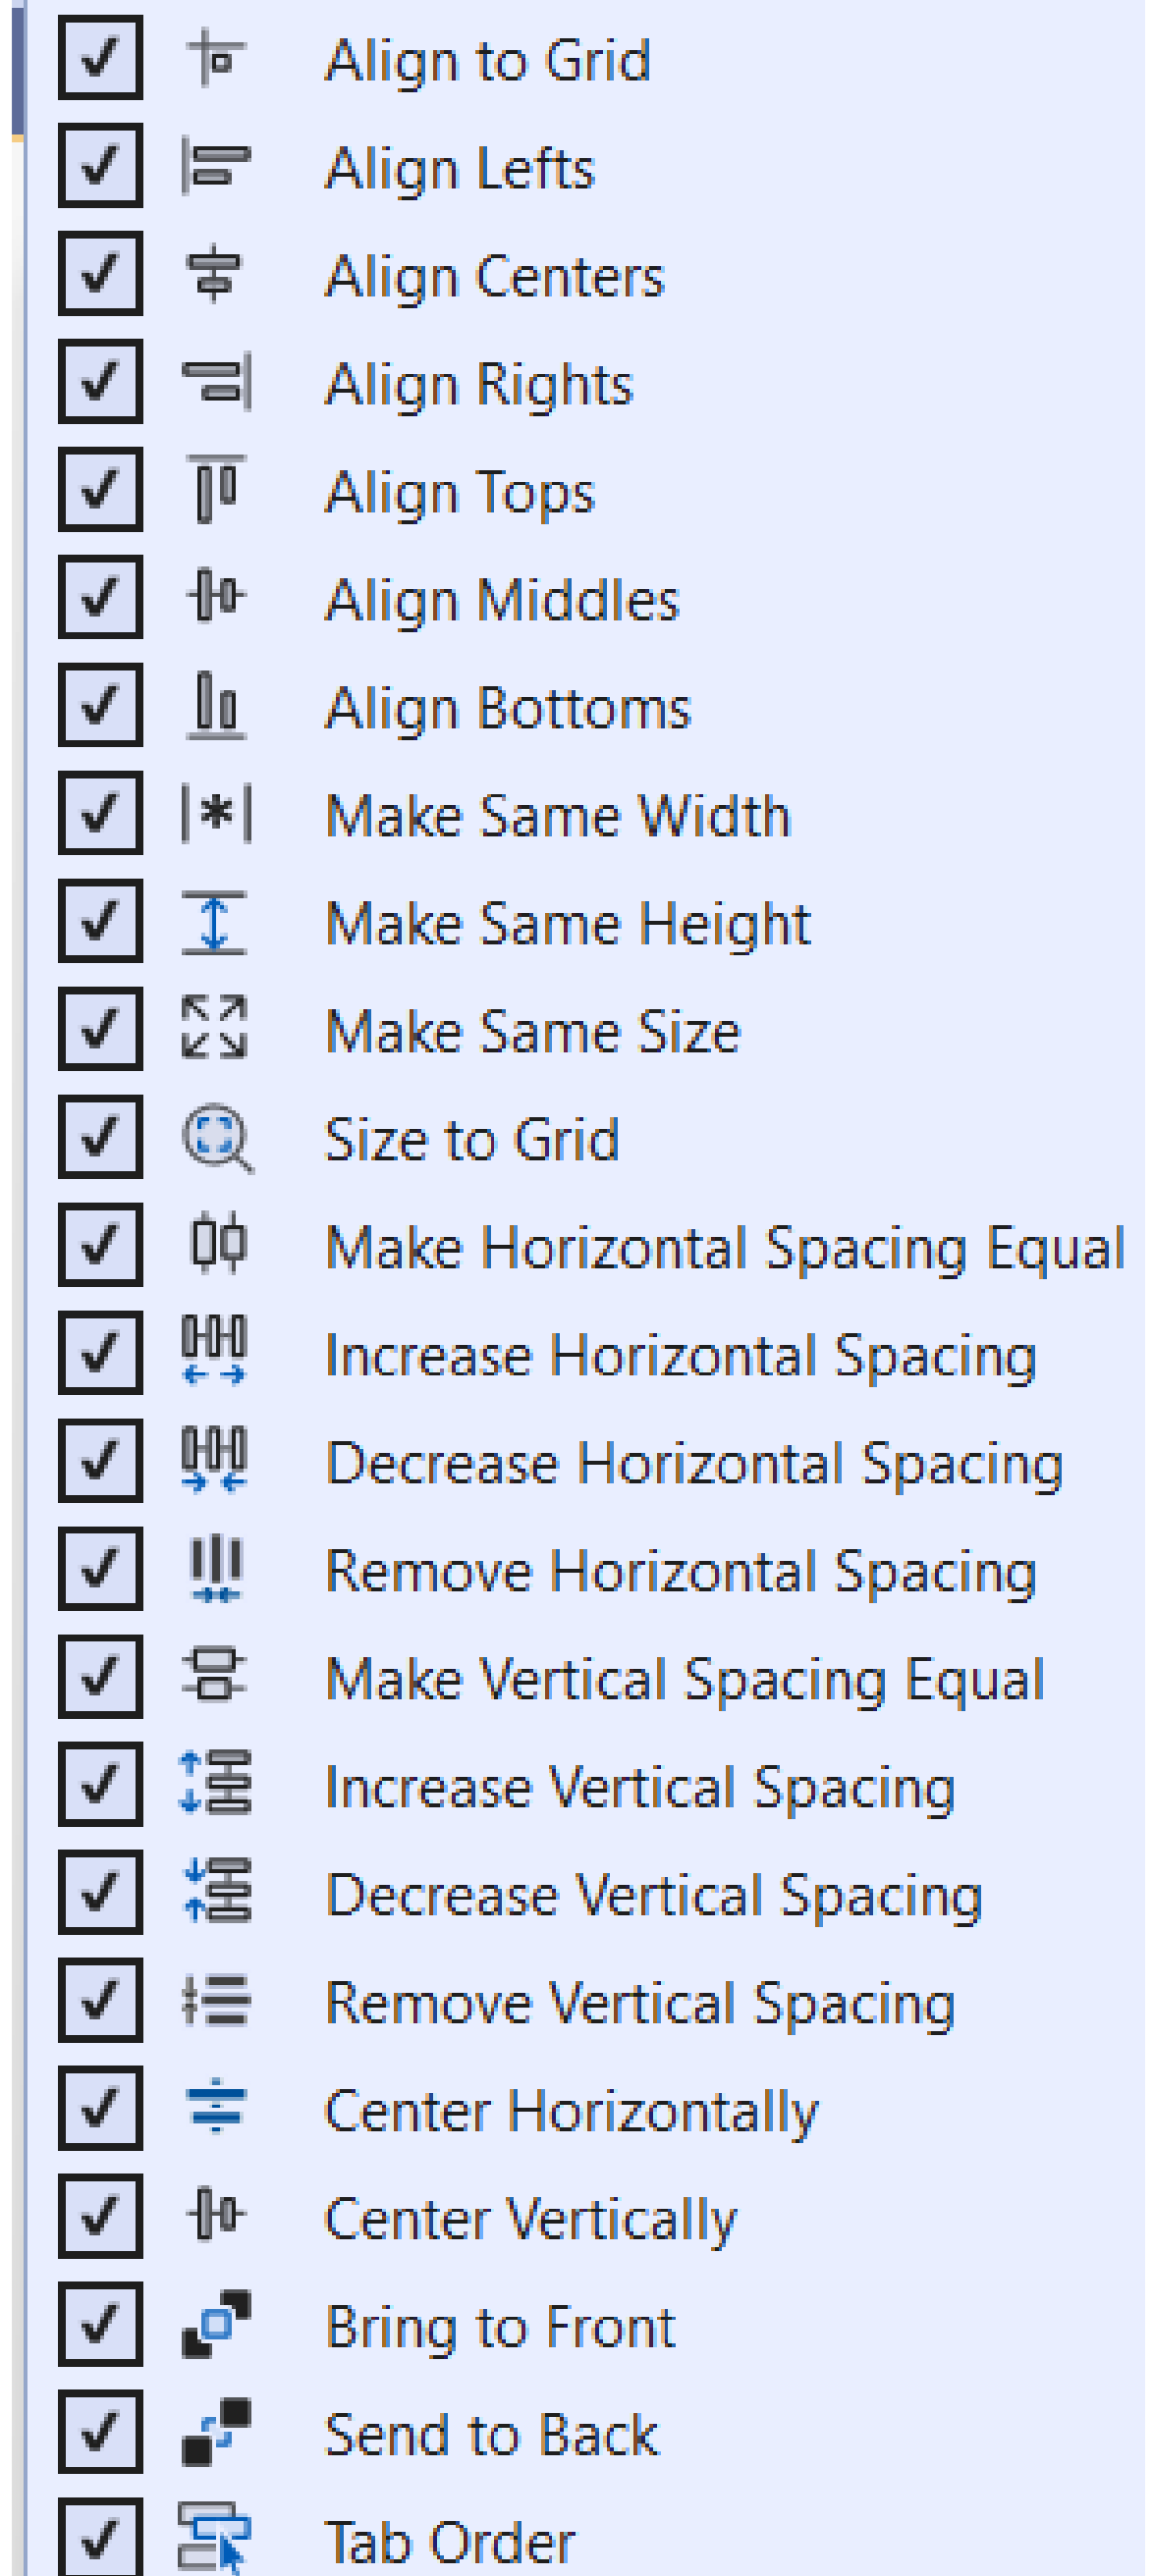 Align to Grid
Align Lefts
Align Centers
Align Rights
Align Tops
Align Middles
Align Bottoms
Make Same Width
Make Same Height
Make Same Size
Size to Grid
Make Horizontal Spacing Equal
Increase Horizontal Spacing
Decrease Horizontal Spacing
Remove Horizontal Spacing
Make Vertical Spacing Equal
Increase Vertical Spacing
Decrease Vertical Spacing
Remove Vertical Spacing
Center Horizontally
Center Vertically
Bring to Front
Send to Back
Tab Order